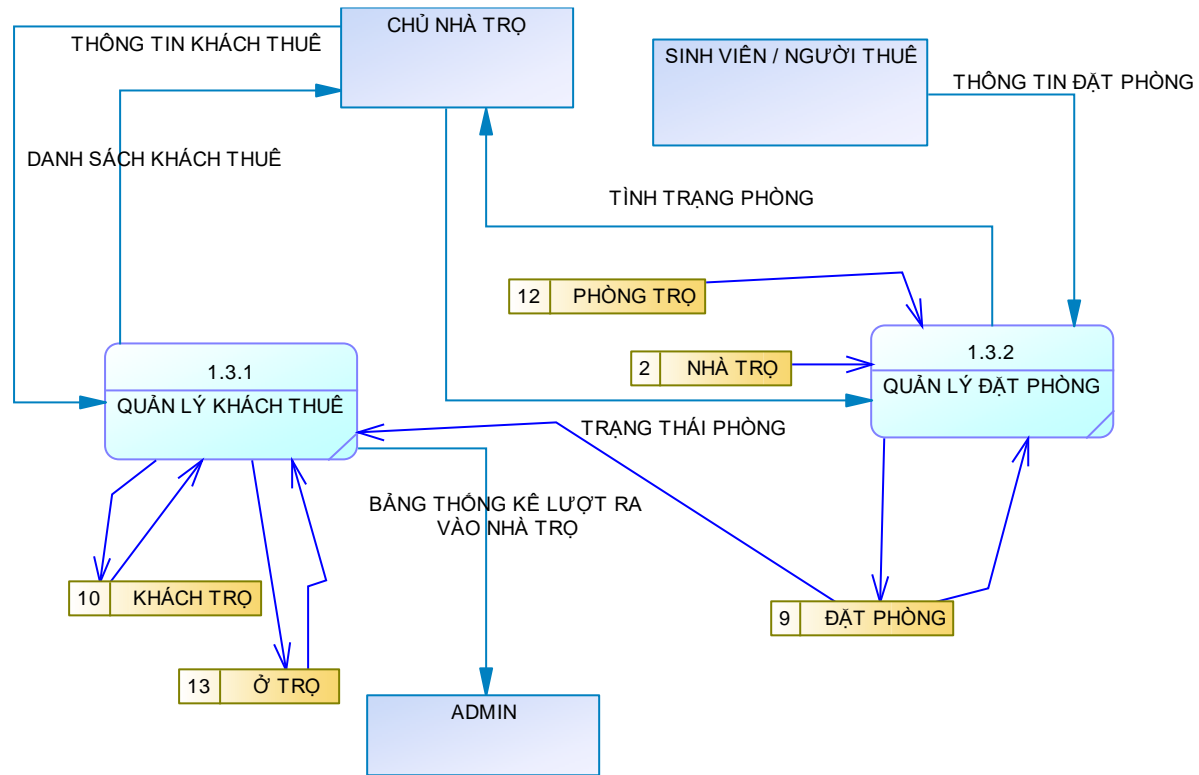 CHỦ NHÀ TRỌ
THÔNG TIN KHÁCH THUÊ
SINH VIÊN / NGƯỜI THUÊ
THÔNG TIN ĐẶT PHÒNG
DANH SÁCH KHÁCH THUÊ
TÌNH TRẠNG PHÒNG
12 PHÒNG TRỌ
2 NHÀ TRỌ
1.3.2
QUẢN LÝ ĐẶT PHÒNG
1.3.1
QUẢN LÝ KHÁCH THUÊ
TRẠNG THÁI PHÒNG
BẢNG THỐNG KÊ LƯỢT RA
VÀO NHÀ TRỌ
10 KHÁCH TRỌ
9 ĐẶT PHÒNG
13 Ở TRỌ
ADMIN